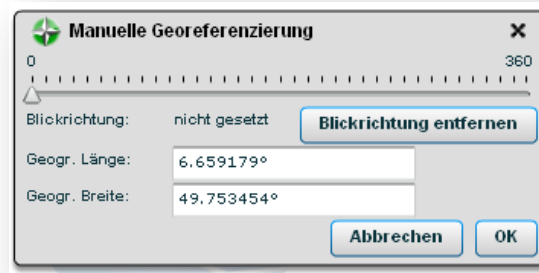 Manuelle Georeferenzierung
0 360
Blickrichtung: nicht gesetzt Blickrichtung entfernen
Geogr. Länge: 6.659179°
Geogr. Breite: 49.753454°
Abbrechen OK